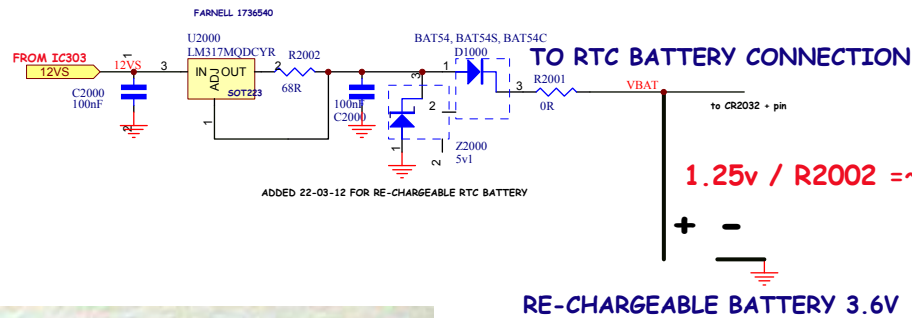 FARNELL 1736540
U2000
LM317MQDCYR
FROM IC303
12VS
12VS
1
3
IN
OUT
ADJ
SOT223
2
R2002
68R
1
C2000
100nF
2
100nF
C2000
3
2
1
2
Z2000
5v1
BAT54, BAT54S, BAT54C
D1000
1
3
R2001
0R
TO RTC BATTERY CONNECTION
VBAT
to CR2032 + pin
ADDED 22-03-12 FOR RE-CHARGEABLE RTC BATTERY
1.25v / R2002 =~
+ -
RE-CHARGEABLE BATTERY 3.6V